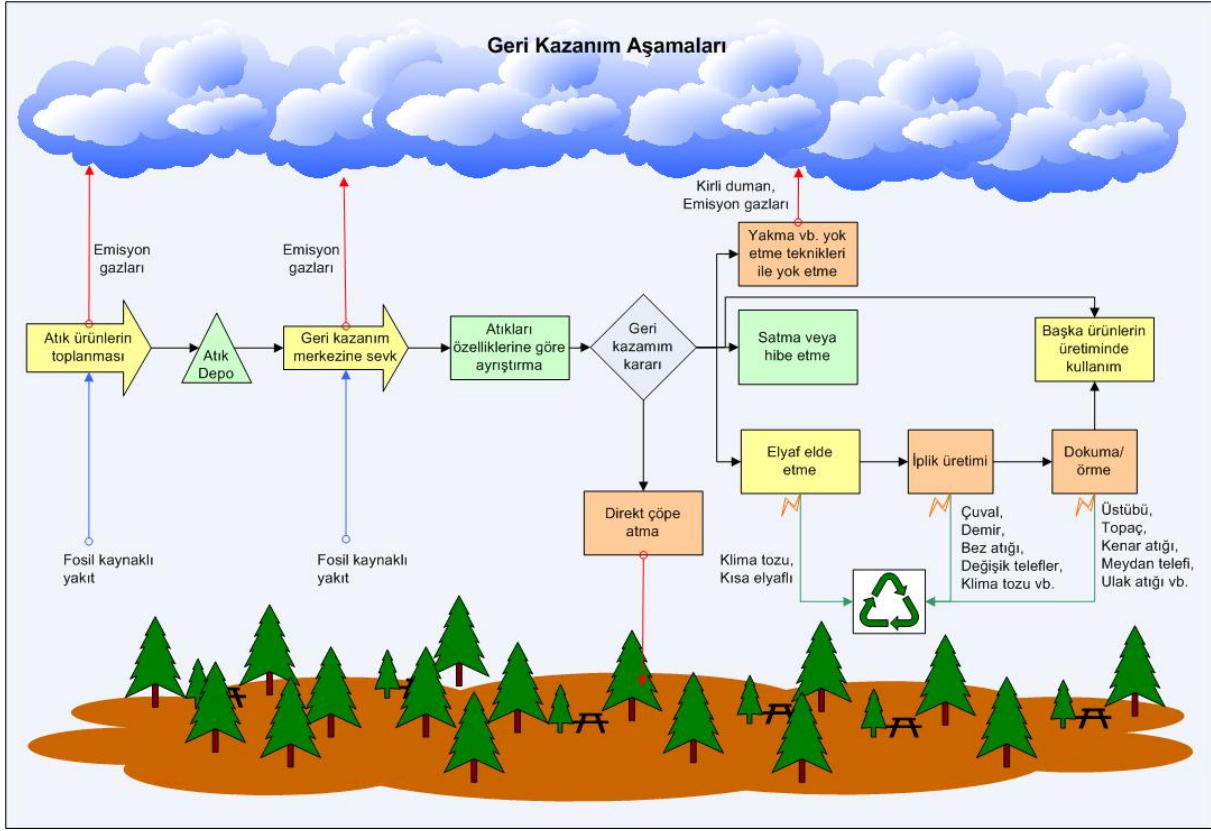 Geri Kazanım Aşamaları
Kirli duman,
Emisyon gazları
Emisyon
gazları
Emisyon
gazları
Yakma vb. yok
etme teknikleri
ile yok etme
Atık ürünlerin
toplanması
Atık
Depo
Geri kazanım
merkezine sevk
Atıkları
özelliklerine göre
ayrıştırma
Geri
kazamım
kararı
Satma veya
hibe etme
Başka ürünlerin
üretiminde
kullanım
Elyaf elde
etme
İplik üretimi
Dokuma/
örme
Direkt çöpe
atma
Fosil kaynaklı
yakıt
Fosil kaynaklı
yakıt
Klima tozu,
Kısa elyaflı
Çuval,
Demir,
Bez atığı,
Değişik telefler,
Klima tozu vb.
Üstübü,
Topaç,
Kenar atığı,
Meydan telefi,
Ulak atığı vb.